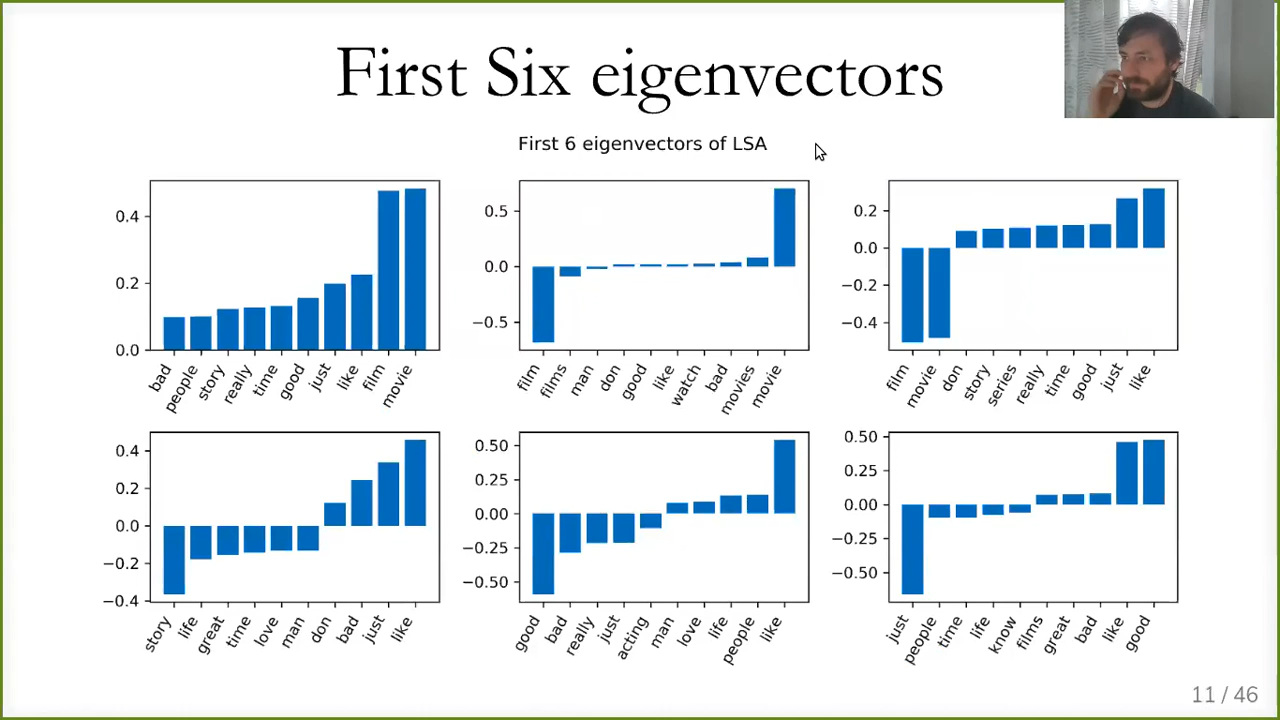 First Six eigenvectors
First 6 eigenvectors of LSA
0.4
0.2
0.0
bad people story really time good just like film movie
0.5
0.0
−0.5
film films man don good like watch bad movies movie
0.2
0.0
−0.2
−0.4
film movie don story series really time good just like
0.4
0.2
0.0
−0.2
−0.4
story life great time love man don bad just like
0.50
0.25
0.00
−0.25
−0.50
good bad really just acting man love life people like
0.50
0.25
0.00
−0.25
−0.50
just people time life know films great bad like good
11 / 46